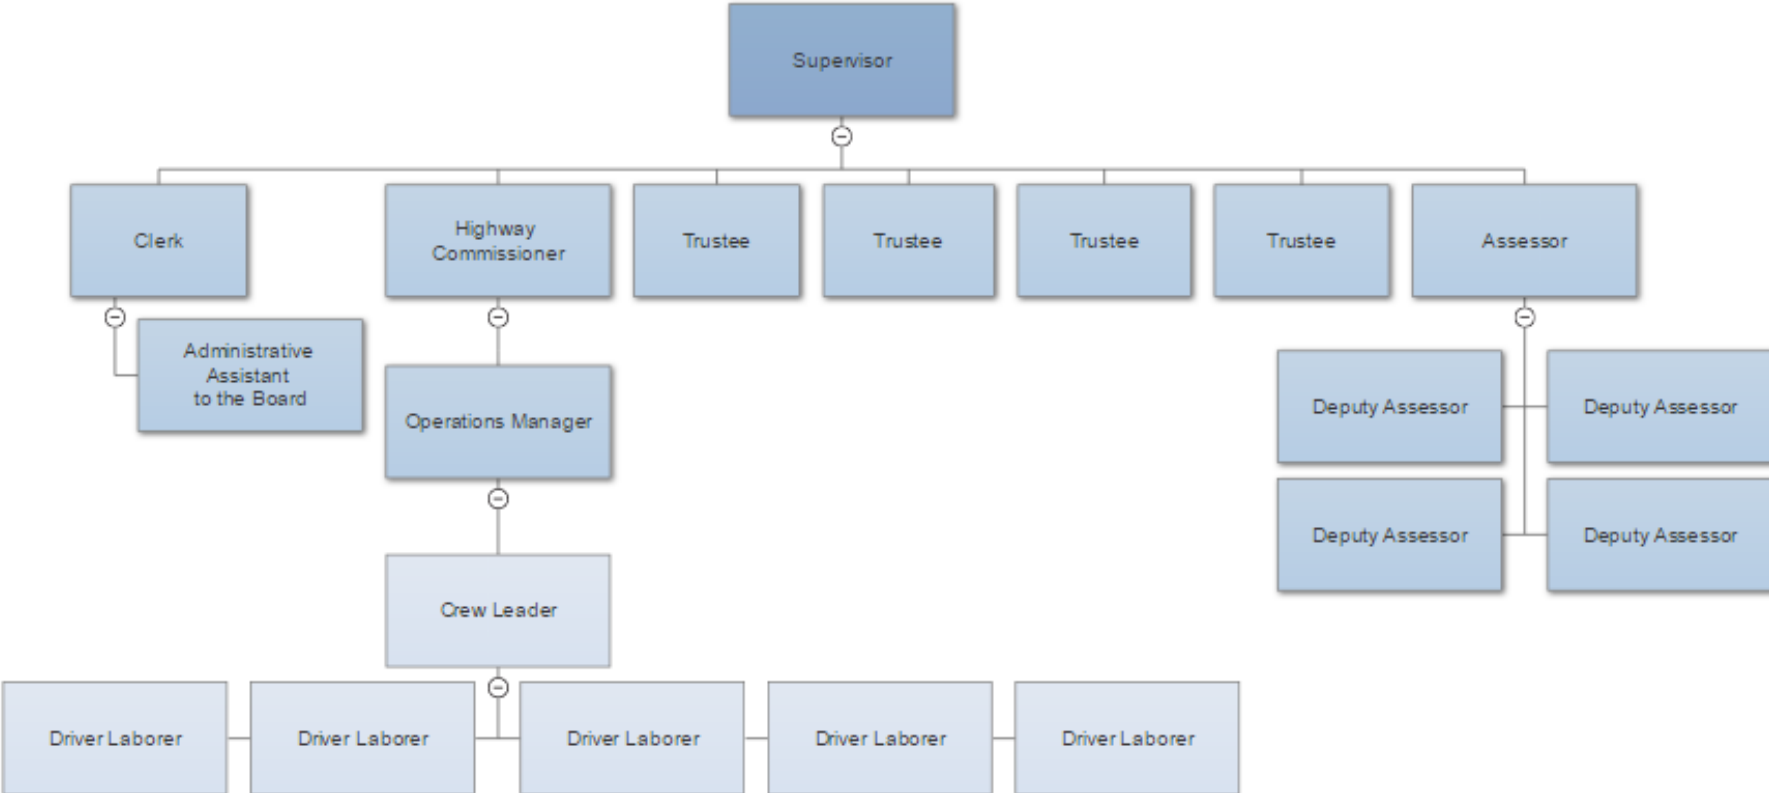 Supervisor
Clerk
Highway
Commissioner
Trustee
Trustee
Trustee
Trustee
Assessor
Administrative
Assistant
to the Board
Operations Manager
Deputy Assessor
Deputy Assessor
Deputy Assessor
Deputy Assessor
Crew Leader
Driver Laborer
Driver Laborer
Driver Laborer
Driver Laborer
Driver Laborer